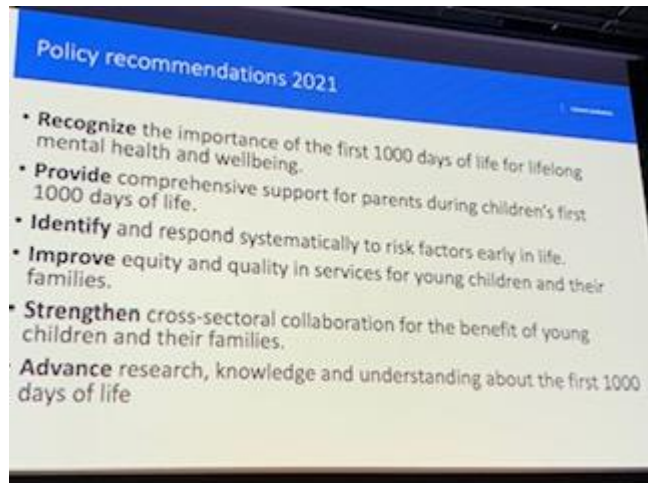 Policy recommendations 2021
• Recognize the importance of the first 1000 days of life for lifelong
mental health and wellbeing.
• Provide comprehensive support for parents during children's first
1000 days of life.
• Identify and respond systematically to risk factors early in life.
• Improve equity and quality in services for young children and their
families.
• Strengthen cross-sectoral collaboration for the benefit of young
children and their families.
• Advance research, knowledge and understanding about the first 1000
days of life